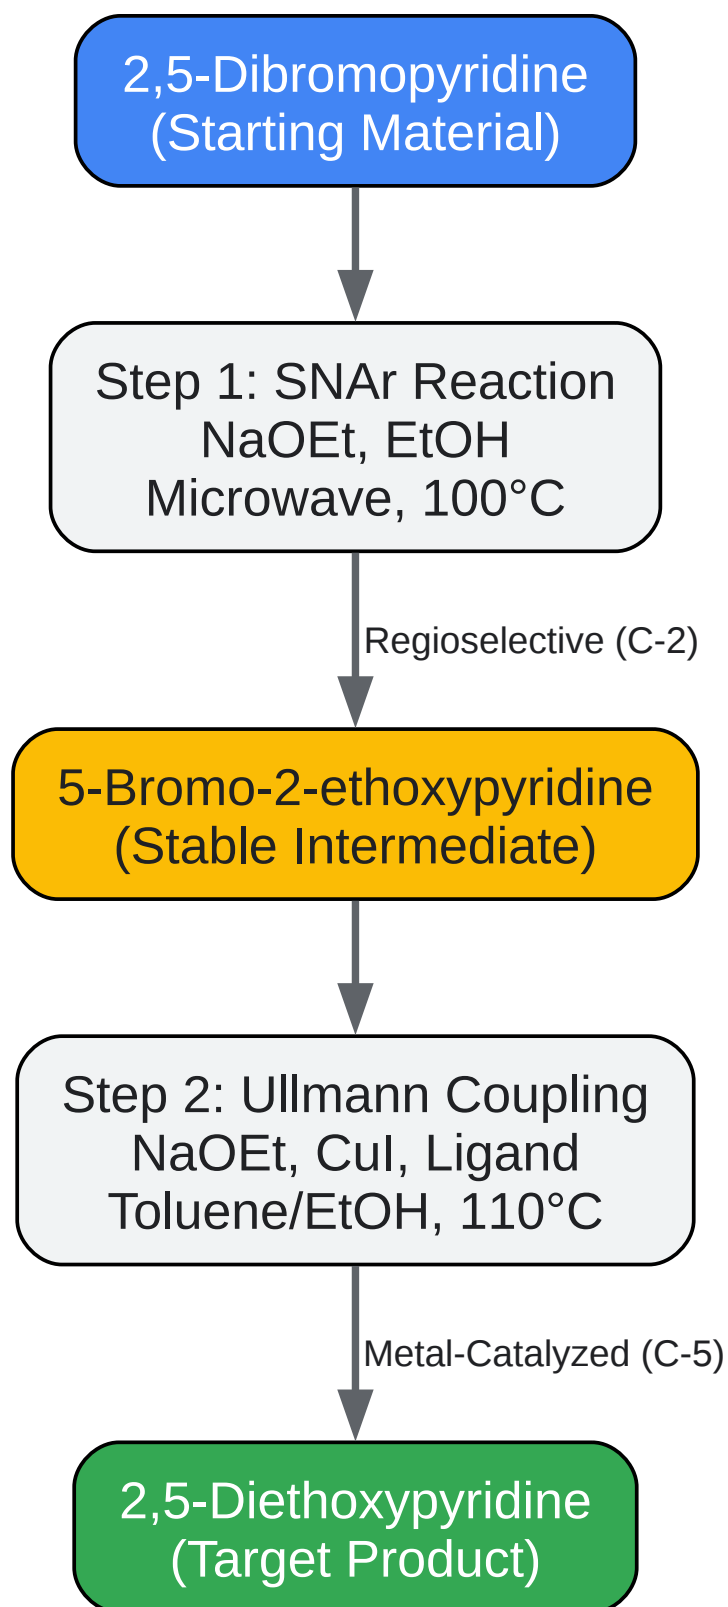 2,5-Dibromopyridine
(Starting Material)
Step 1: SNAr Reaction
NaOEt, EtOH
Microwave, 100°C
Regioselective (C-2)
5-Bromo-2-ethoxypyridine
(Stable Intermediate)
Step 2: Ullmann Coupling
NaOEt, CuI, Ligand
Toluene/EtOH, 110°C
Metal-Catalyzed (C-5)
2,5-Diethoxypyridine
(Target Product)